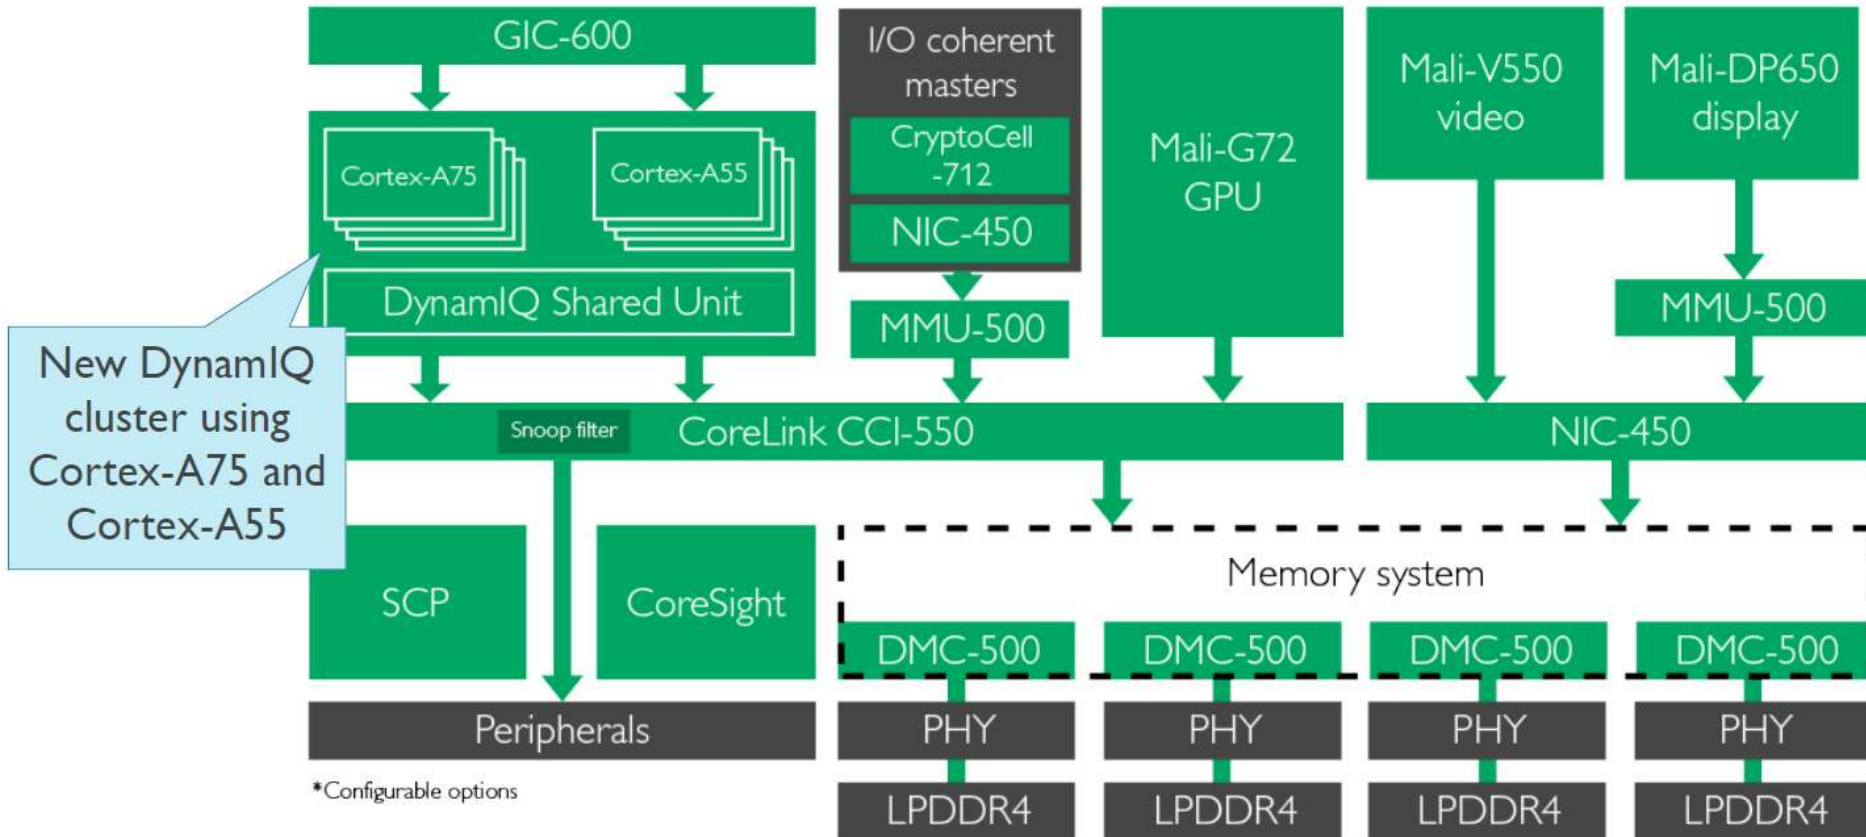 GIC-600
I/O coherent
masters
CryptoCell
-712
NIC-450
Mali-G72
GPU
Mali-V550
video
Mali-DP650
display
Cortex-A75
Cortex-A55
DynamIQ Shared Unit
MMU-500
MMU-500
New DynamIQ
cluster using
Cortex-A75 and
Cortex-A55
Snoop filter
CoreLink CCI-550
NIC-450
SCP
CoreSight
Memory system
DMC-500
DMC-500
DMC-500
DMC-500
Peripherals
PHY
PHY
PHY
PHY
*Configurable options
LPDDR4
LPDDR4
LPDDR4
LPDDR4